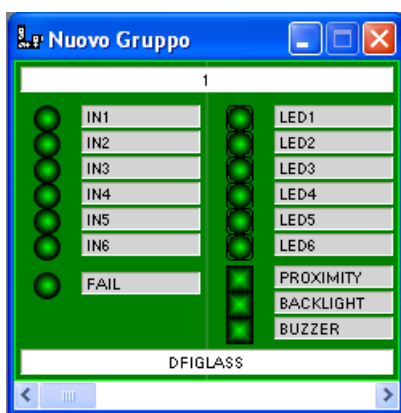 Nuovo Gruppo
1
IN1 LED1
IN2 LED2
IN3 LED3
IN4 LED4
IN5 LED5
IN6 LED6
FAIL PROXIMITY
BACKLIGHT
BUZZER
DFIGLASS